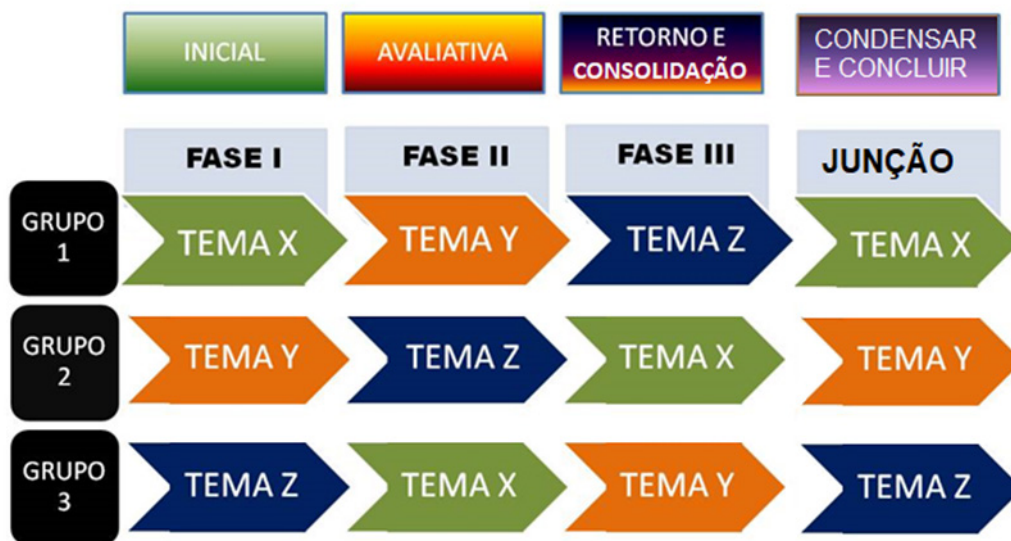 INICIAL
AVALIATIVA
RETORNO E
CONSOLIDAÇÃO
CONDENSAR
E CONCLUIR
FASE I
FASE II
FASE III
JUNÇÃO
GRUPO
1
TEMA X
TEMA Y
TEMA Z
TEMA X
GRUPO
2
TEMA Y
TEMA Z
TEMA X
TEMA Y
GRUPO
3
TEMA Z
TEMA X
TEMA Y
TEMA Z